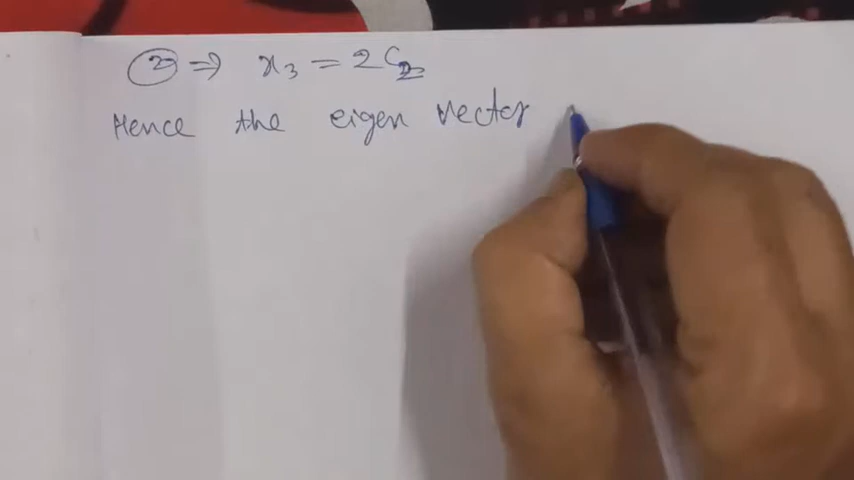 ② ⇒ x₃ = 2C₂
Hence the eigen vector